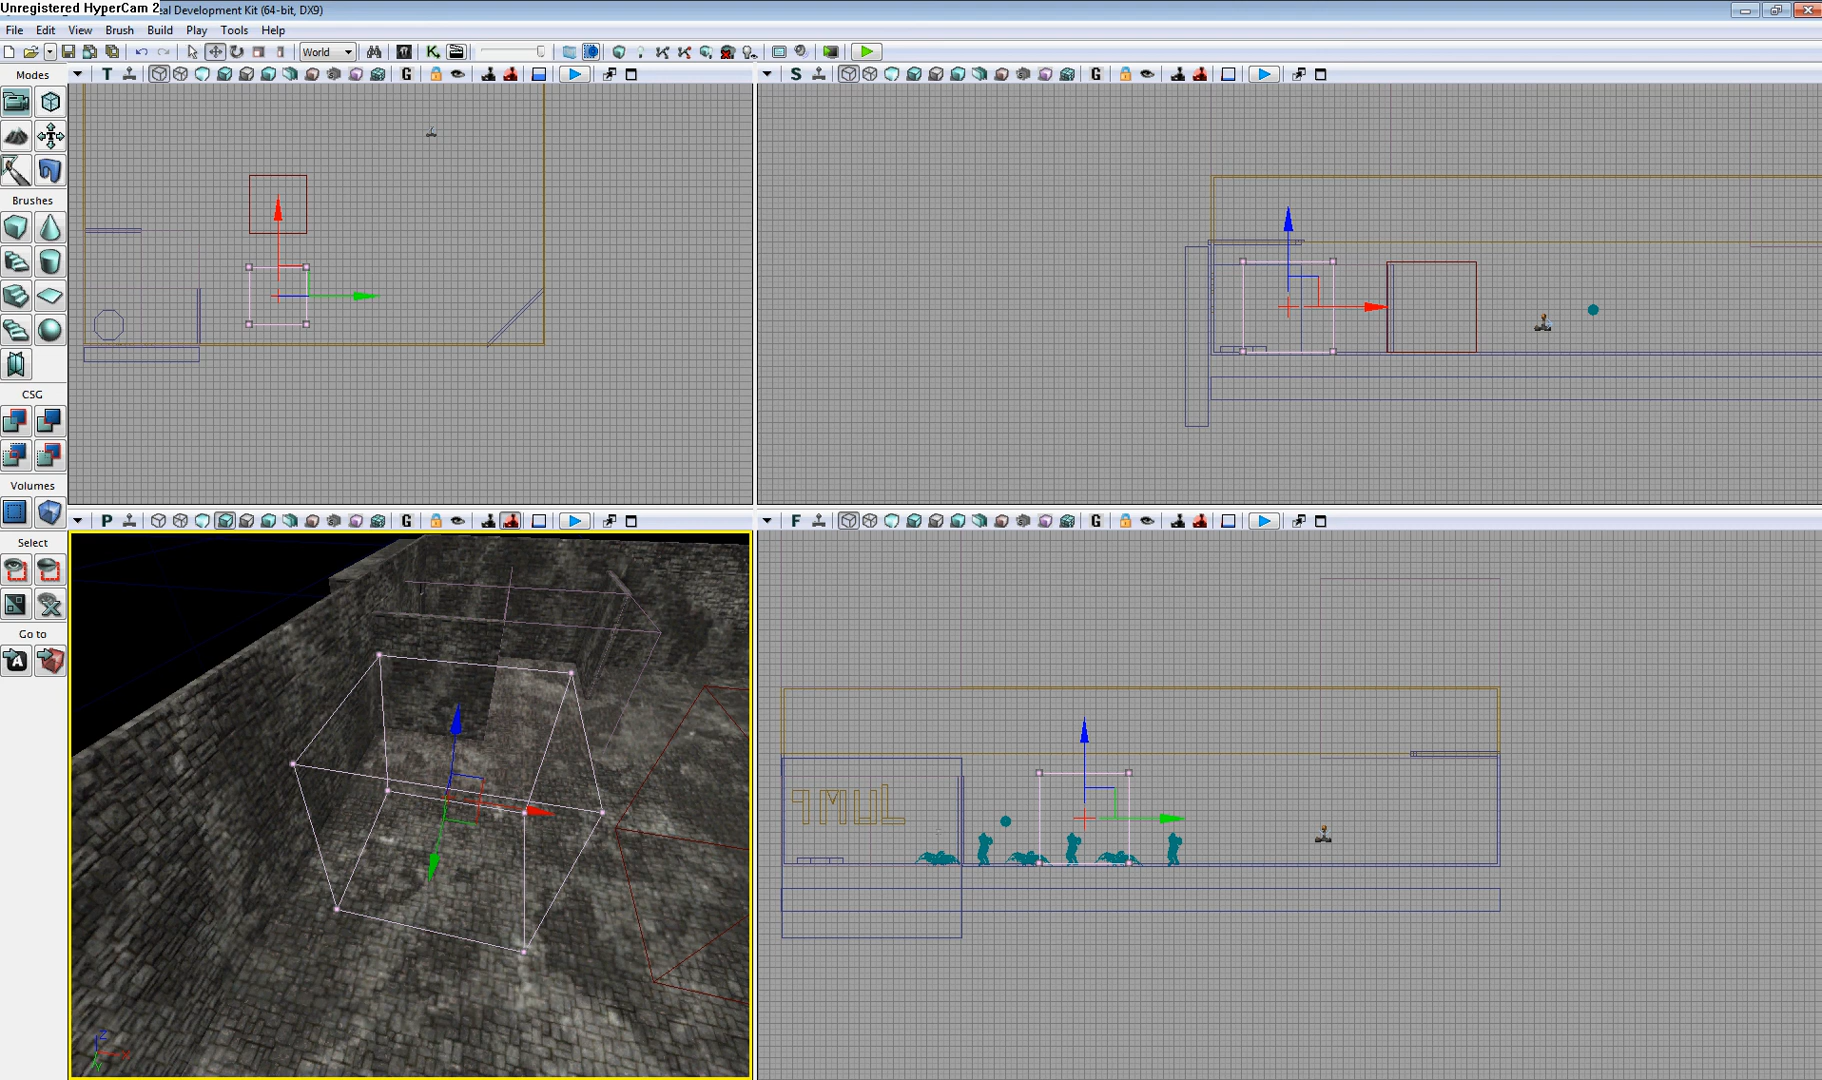 Unregistered HyperCam 2
al Development Kit (64-bit, DX9)
File Edit View Brush Build Play Tools Help
World
Modes
T
G
S
G
Brushes
CSG
Volumes
P
G
F
G
Select
Go to
A
JUMP
Z
X
Y